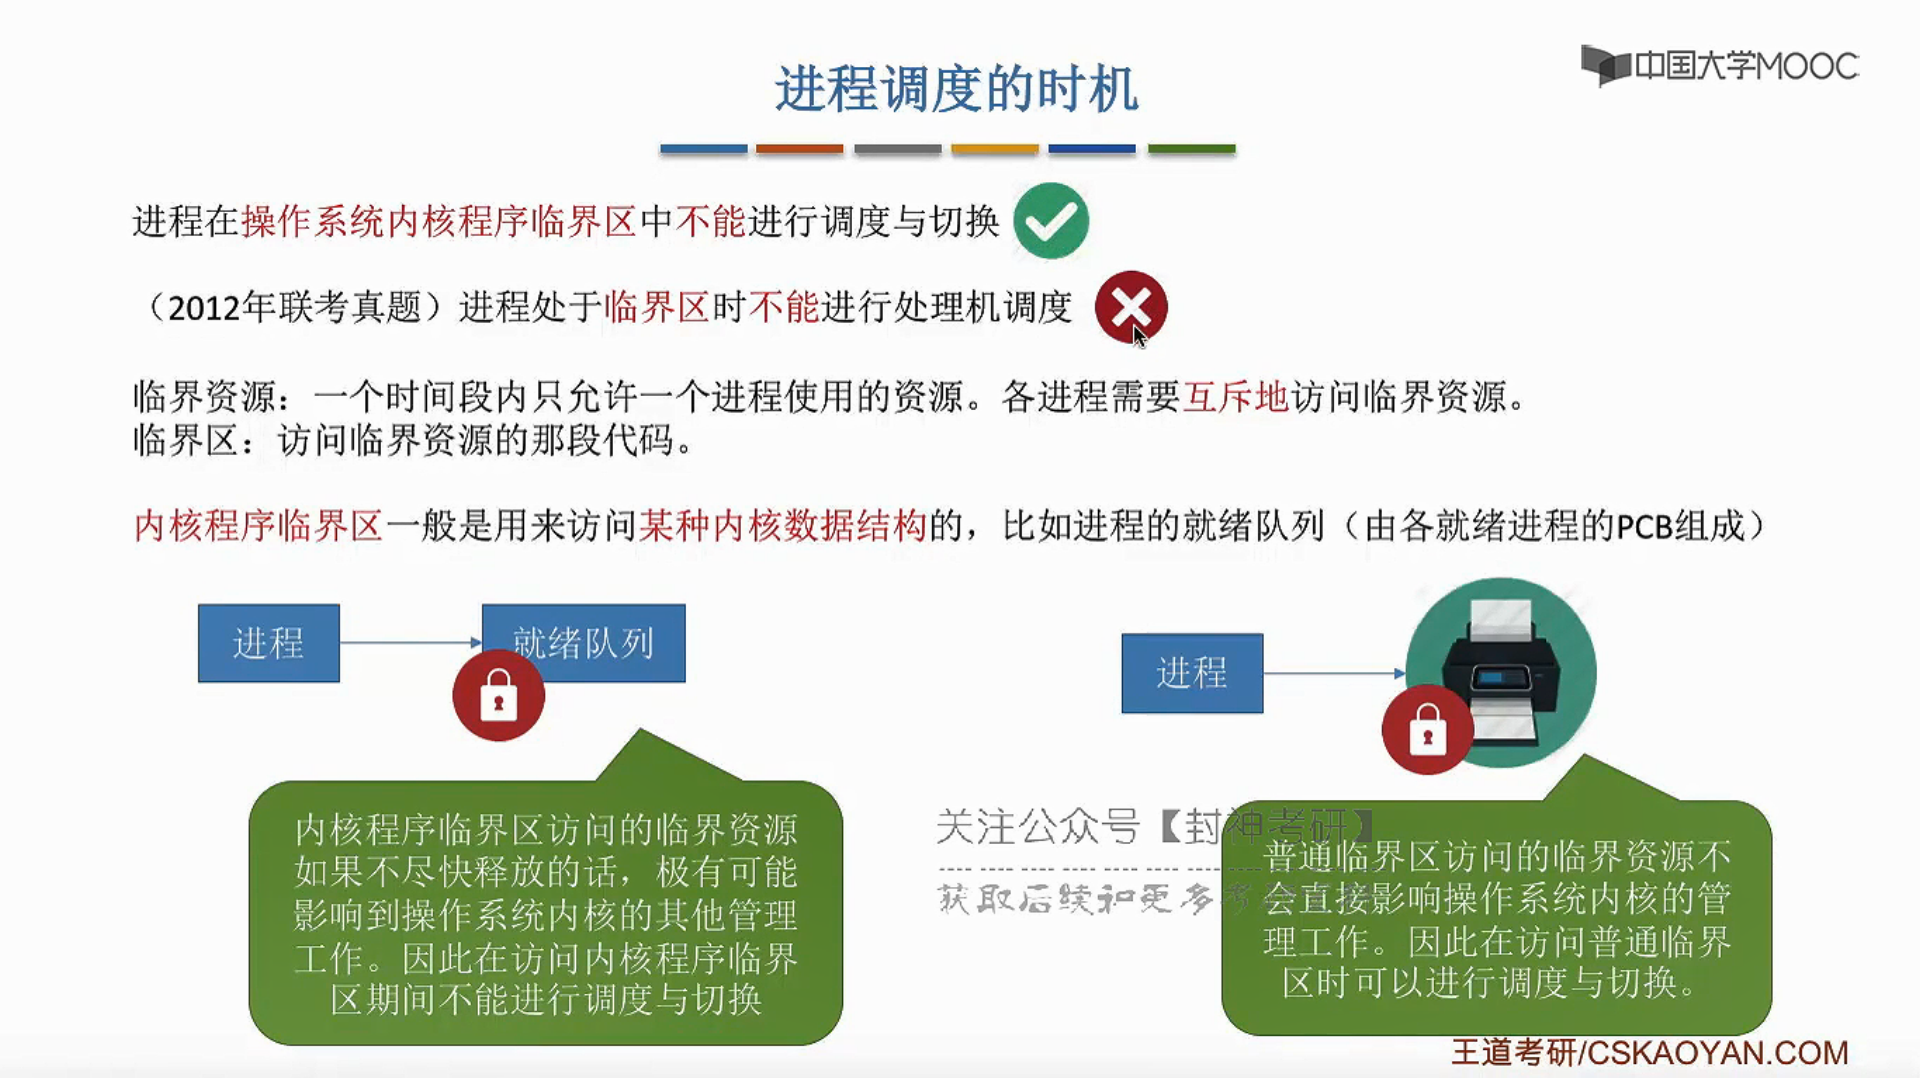 中国大学MOOC
进程调度的时机
进程在操作系统内核程序临界区中不能进行调度与切换
（2012年联考真题）进程处于临界区时不能进行处理机调度
临界资源：一个时间段内只允许一个进程使用的资源。各进程需要互斥地访问临界资源。
临界区：访问临界资源的那段代码。
内核程序临界区一般是用来访问某种内核数据结构的，比如进程的就绪队列（由各就绪进程的PCB组成）
进程
就绪队列
进程
内核程序临界区访问的临界资源
如果不尽快释放的话，极有可能
影响到操作系统内核的其他管理
工作。因此在访问内核程序临界
区期间不能进行调度与切换
关注公众号【封神考研】
获取后续和更多考
普通临界区访问的临界资源不
会直接影响操作系统内核的管
理工作。因此在访问普通临界
区时可以进行调度与切换。
王道考研/CSKAOYAN.COM